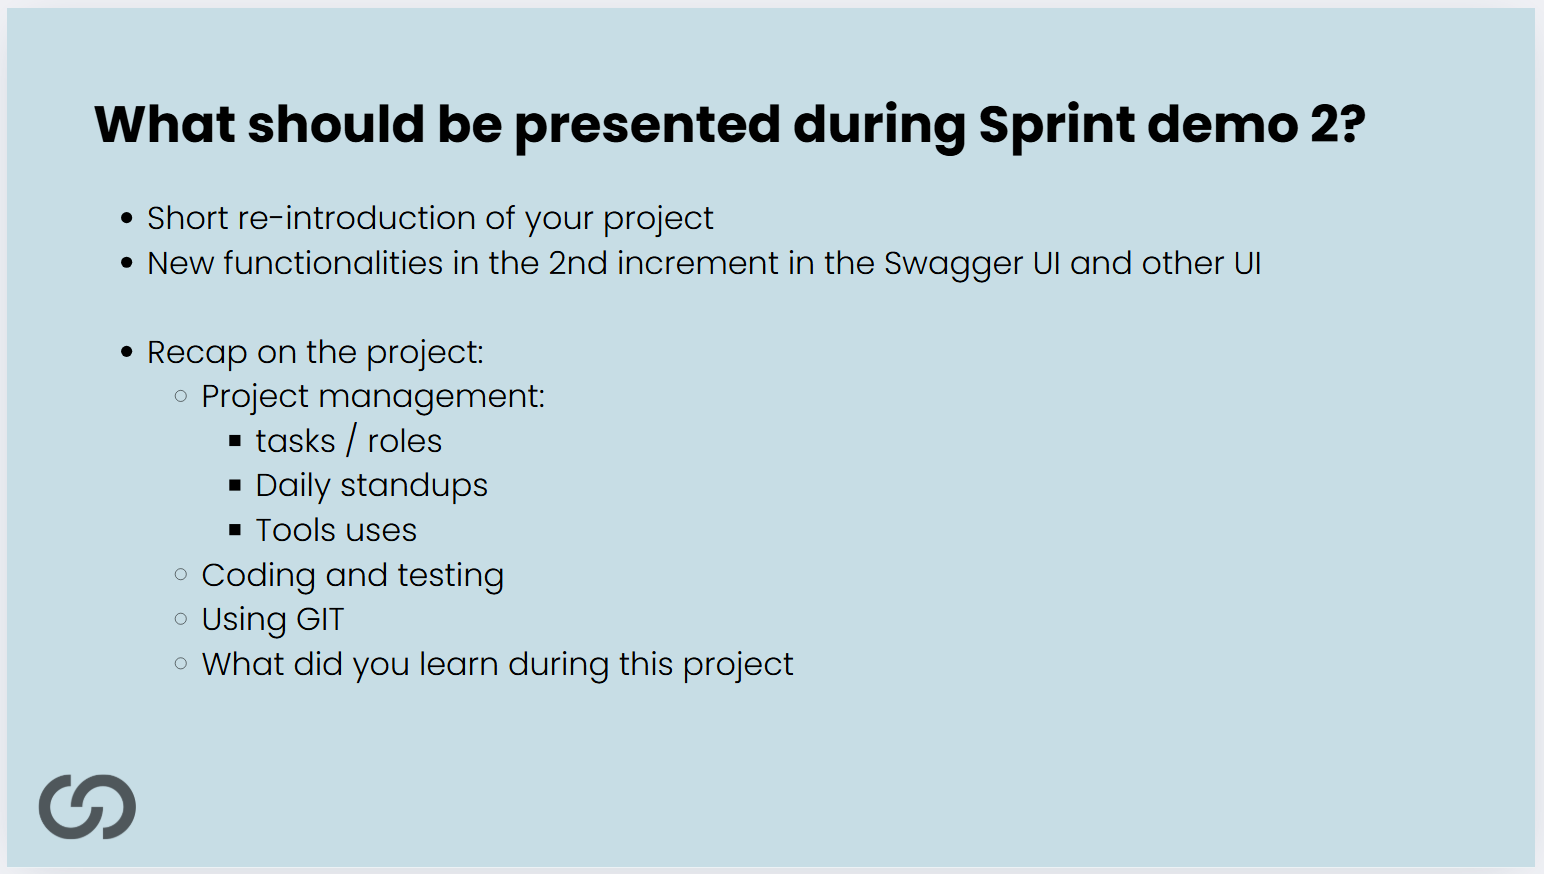 What should be presented during Sprint demo 2?
Short re-introduction of your project
New functionalities in the 2nd increment in the Swagger UI and other UI
Recap on the project:
Project management:
tasks / roles
Daily standups
Tools uses
Coding and testing
Using GIT
What did you learn during this project